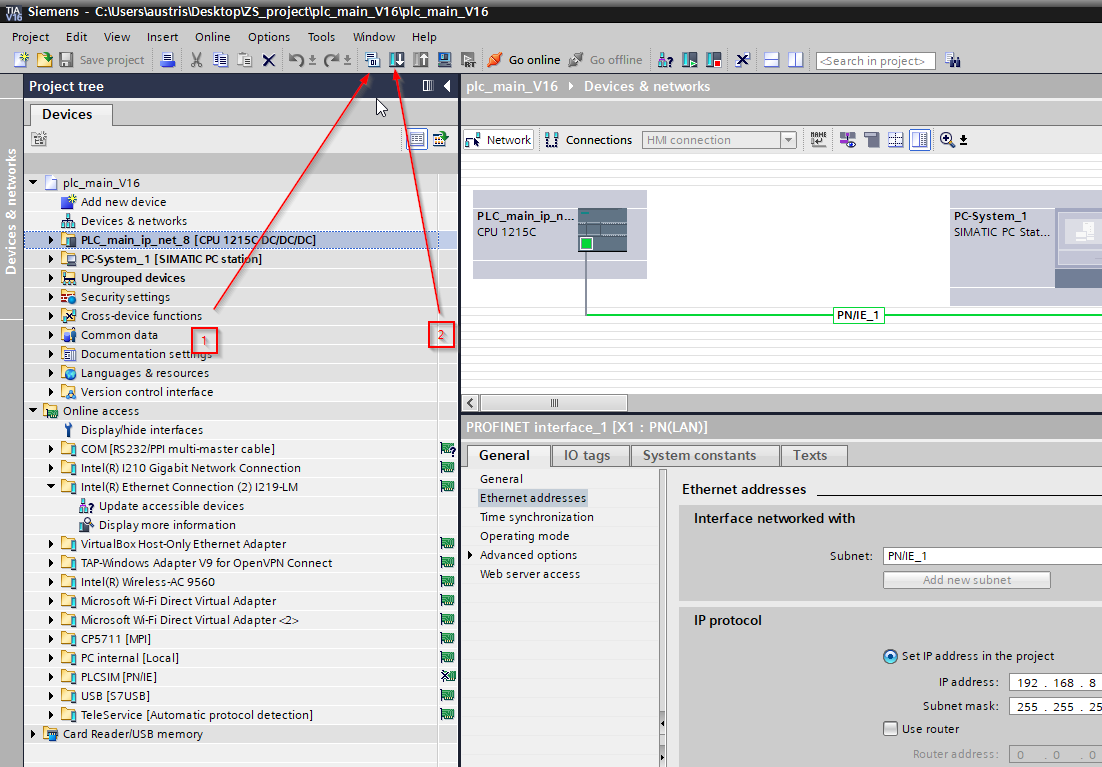 TIA V16 Siemens - C:\Users\austris\Desktop\ZS_project\plc_main_V16\plc_main_V16
Project Edit View Insert Online Options Tools Window Help
Save project Go online Go offline <Search in project>
Project tree
Devices
Devices & networks
plc_main_V16
Add new device
Devices & networks
PLC_main_ip_net_8 [CPU 1215C DC/DC/DC]
PC-System_1 [SIMATIC PC station]
Ungrouped devices
Security settings
Cross-device functions
Common data
Documentation settings
Languages & resources
Version control interface
Online access
Display/hide interfaces
COM [RS232/PPI multi-master cable]
Intel(R) I210 Gigabit Network Connection
Intel(R) Ethernet Connection (2) I219-LM
Update accessible devices
Display more information
VirtualBox Host-Only Ethernet Adapter
TAP-Windows Adapter V9 for OpenVPN Connect
Intel(R) Wireless-AC 9560
Microsoft Wi-Fi Direct Virtual Adapter
Microsoft Wi-Fi Direct Virtual Adapter <2>
CP5711 [MPI]
PC internal [Local]
PLCSIM [PN/IE]
USB [S7USB]
TeleService [Automatic protocol detection]
Card Reader/USB memory
1
2
plc_main_V16 Devices & networks
Network Connections HMI connection
PLC_main_ip_n...
CPU 1215C
PC-System_1
SIMATIC PC Stat...
PN/IE_1
PROFINET interface_1 [X1 : PN(LAN)]
General IO tags System constants Texts
General
Ethernet addresses
Time synchronization
Operating mode
Advanced options
Web server access
Ethernet addresses
Interface networked with
Subnet: PN/IE_1
Add new subnet
IP protocol
Set IP address in the project
IP address: 192 . 168 . 8
Subnet mask: 255 . 255 . 25
Use router
Router address: 0 . 0 . 0